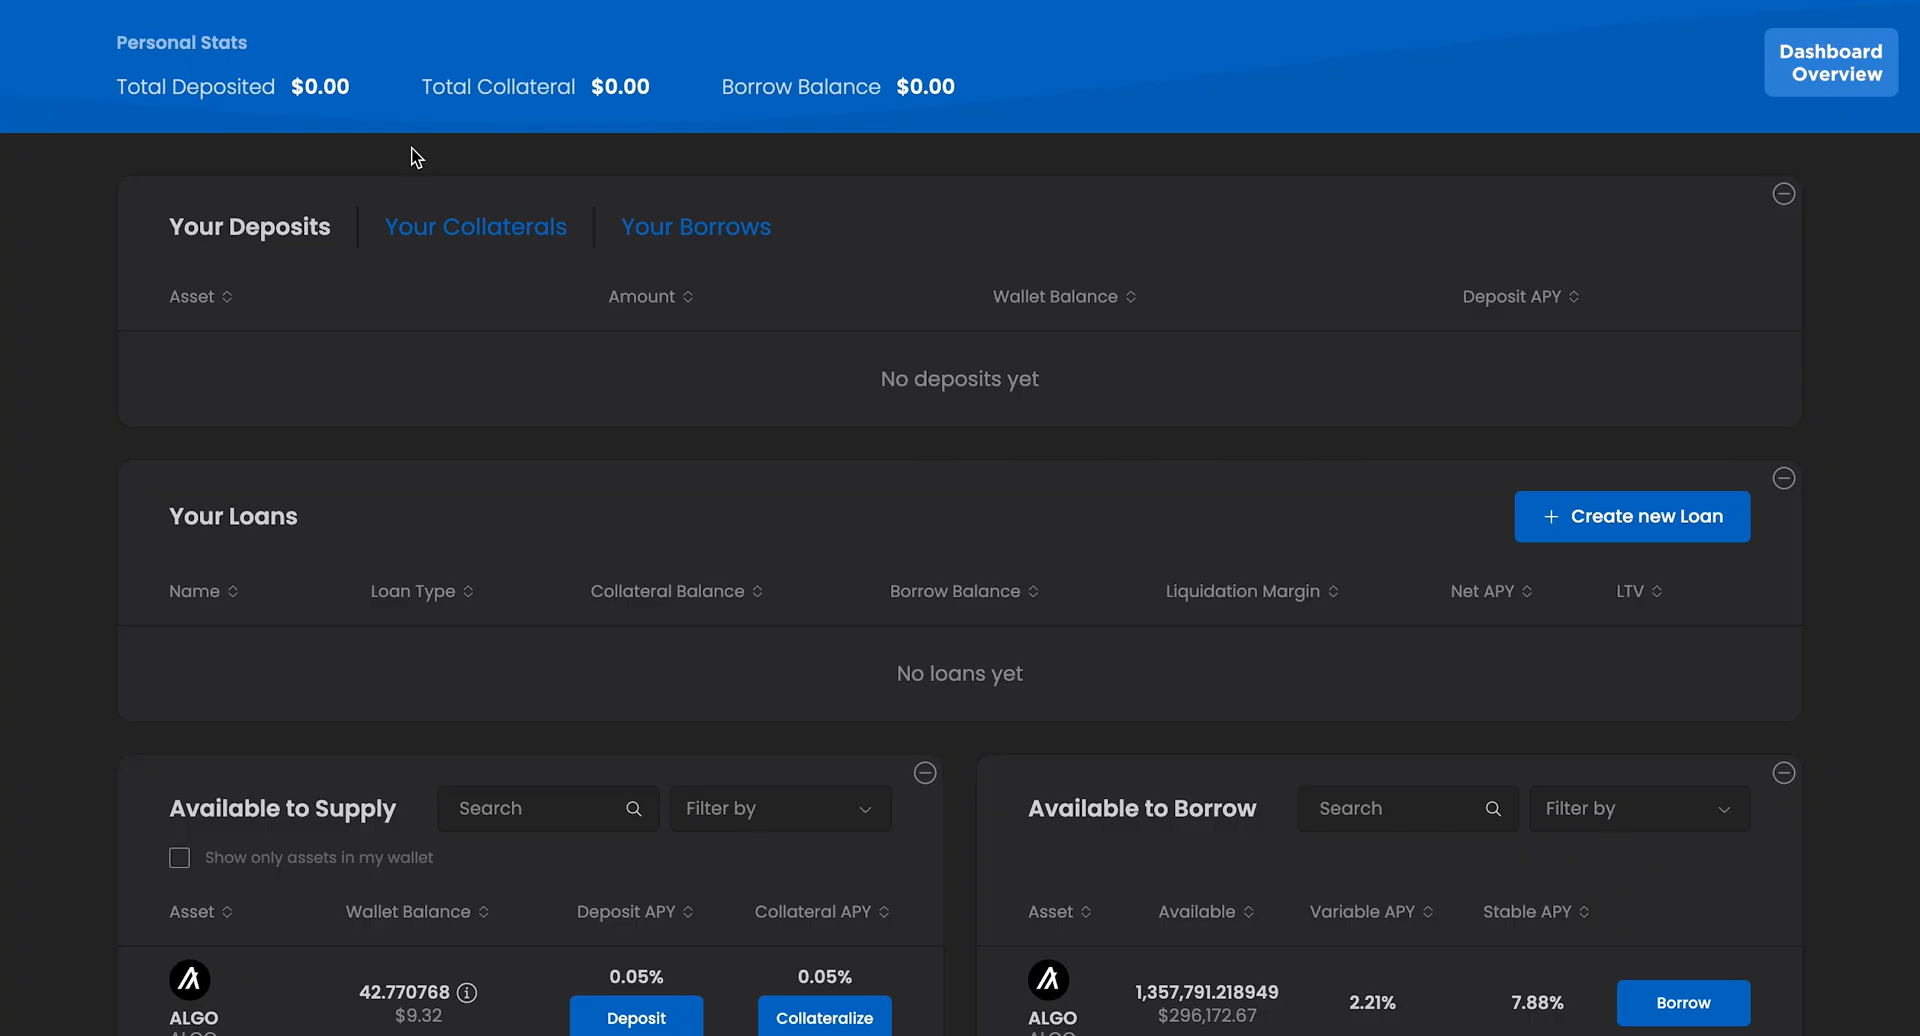 Personal Stats
Total Deposited $0.00 Total Collateral $0.00 Borrow Balance $0.00
Dashboard
Overview
Your Deposits Your Collaterals Your Borrows
Asset Amount Wallet Balance Deposit APY
No deposits yet
Your Loans
+ Create new Loan
Name Loan Type Collateral Balance Borrow Balance Liquidation Margin Net APY LTV
No loans yet
Available to Supply Search Filter by
Show only assets in my wallet
Asset Wallet Balance Deposit APY Collateral APY
0.05% 0.05%
42.770768
$9.32
ALGO Deposit Collateralize
ALGO
Available to Borrow Search Filter by
Asset Available Variable APY Stable APY
1,357,791.218949
$296,172.67
2.21% 7.88% Borrow
ALGO
ALGO